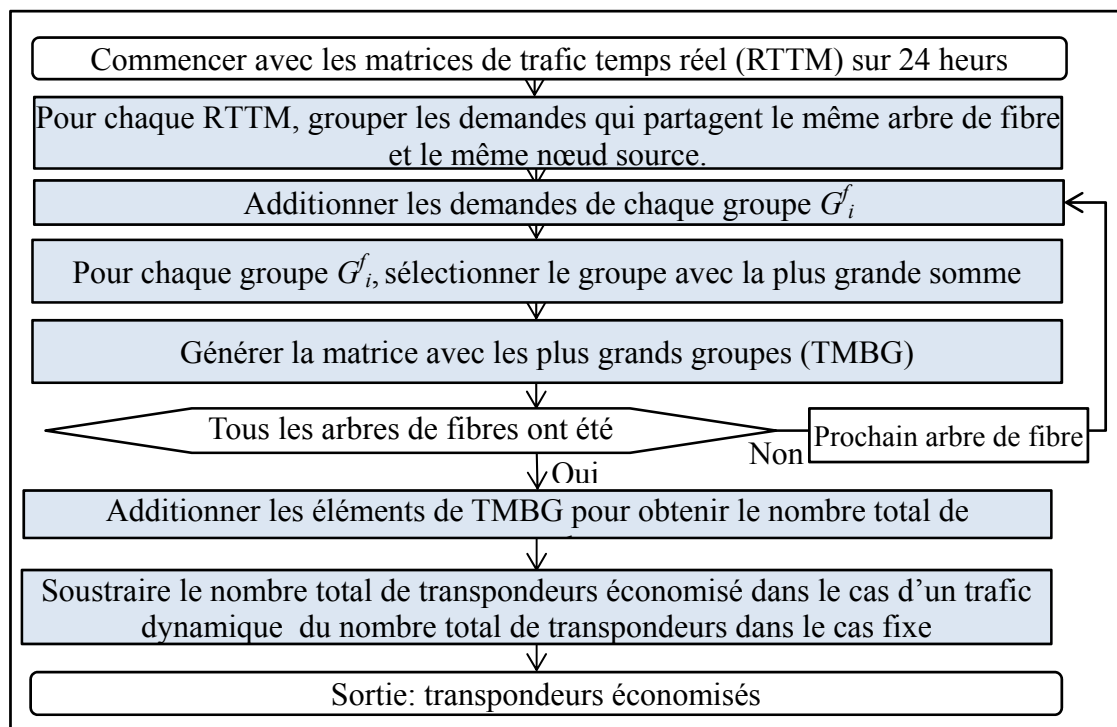 Commencer avec les matrices de trafic temps réel (RTTM) sur 24 heurs
Pour chaque RTTM, grouper les demandes qui partagent le même arbre de fibre
et le même nœud source.
Additionner les demandes de chaque groupe G^f_i
Pour chaque groupe G^f_i, sélectionner le groupe avec la plus grande somme
Générer la matrice avec les plus grands groupes (TMBG)
Tous les arbres de fibres ont été
Non
Prochain arbre de fibre
Oui
Additionner les éléments de TMBG pour obtenir le nombre total de
Soustraire le nombre total de transpondeurs économisé dans le cas d’un trafic
dynamique du nombre total de transpondeurs dans le cas fixe
Sortie: transpondeurs économisés